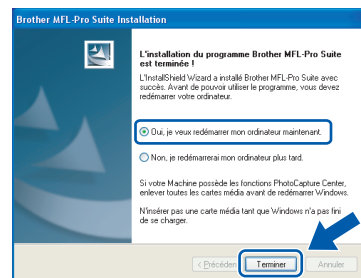 Brother MFL-Pro Suite Installation
L'installation du programme Brother MFL-Pro Suite
est terminée !
L'InstallShield Wizard a installé Brother MFL-Pro Suite avec
succès. Avant de pouvoir utiliser le programme, vous devez
redémarrer votre ordinateur.
Oui, je veux redémarrer mon ordinateur maintenant.
Non, je redémarrerai mon ordinateur plus tard.
Si votre Machine possède les fonctions PhotoCapture Center,
enlever toutes les cartes média avant de redémarrer Windows.
N'insérer pas une carte média tant que Windows n'a pas fini
de se charger.
< Précéden Terminer Annuler